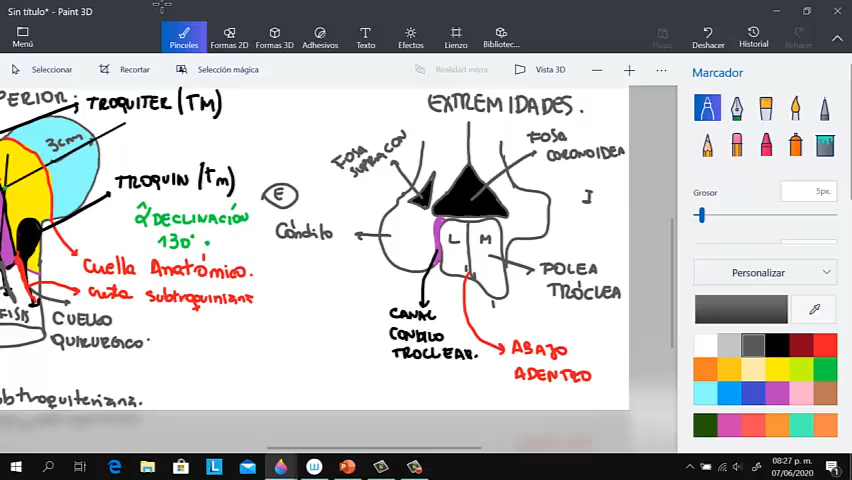 Sin título* - Paint 3D
Menú
Pinceles
Formas 2D
Formas 3D
Adhesivos
Texto
Efectos
Lienzo
Bibliotec...
Pegar
Deshacer
Historial
Rehacer
Seleccionar
Recortar
Selección mágica
Realidad mixta
Vista 3D
Marcador
Grosor
5px.
Personalizar
PERIOR:
TROQUITER (TM)
3cm
TROQUIN (tm)
α DECLINACIÓN
130°.
Cuello Anatómico.
cresta subtroquiniana
FISIS
CUELLO
QUIRURGICO.
ubtroquiteriana.
EXTREMIDADES.
FOSA
SUPRACON
FOSA
CORONOIDEA
E
I
Cóndilo
L
M
POLEA
TRÓCLEA
CANAL
CONDILO
TROCLEAR.
ABAJO
ADENTRO
08:27 p. m.
07/06/2020